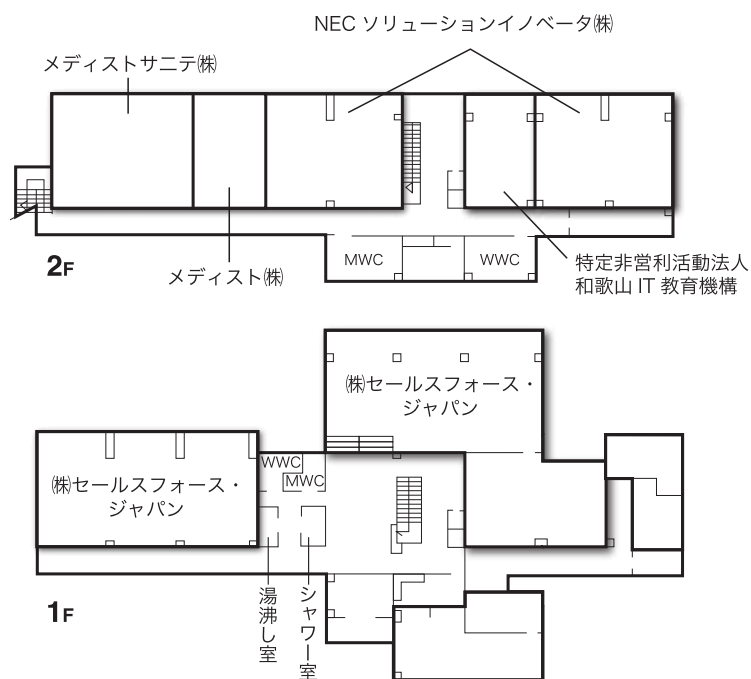 NEC ソリューションイノベータ㈱
メディストサニテ㈱
MWC
WWC
2F
メディスト㈱
特定非営利活動法人
和歌山 IT 教育機構
㈱セールスフォース・
ジャパン
WWC
MWC
㈱セールスフォース・
ジャパン
湯沸し室
シャワー室
1F